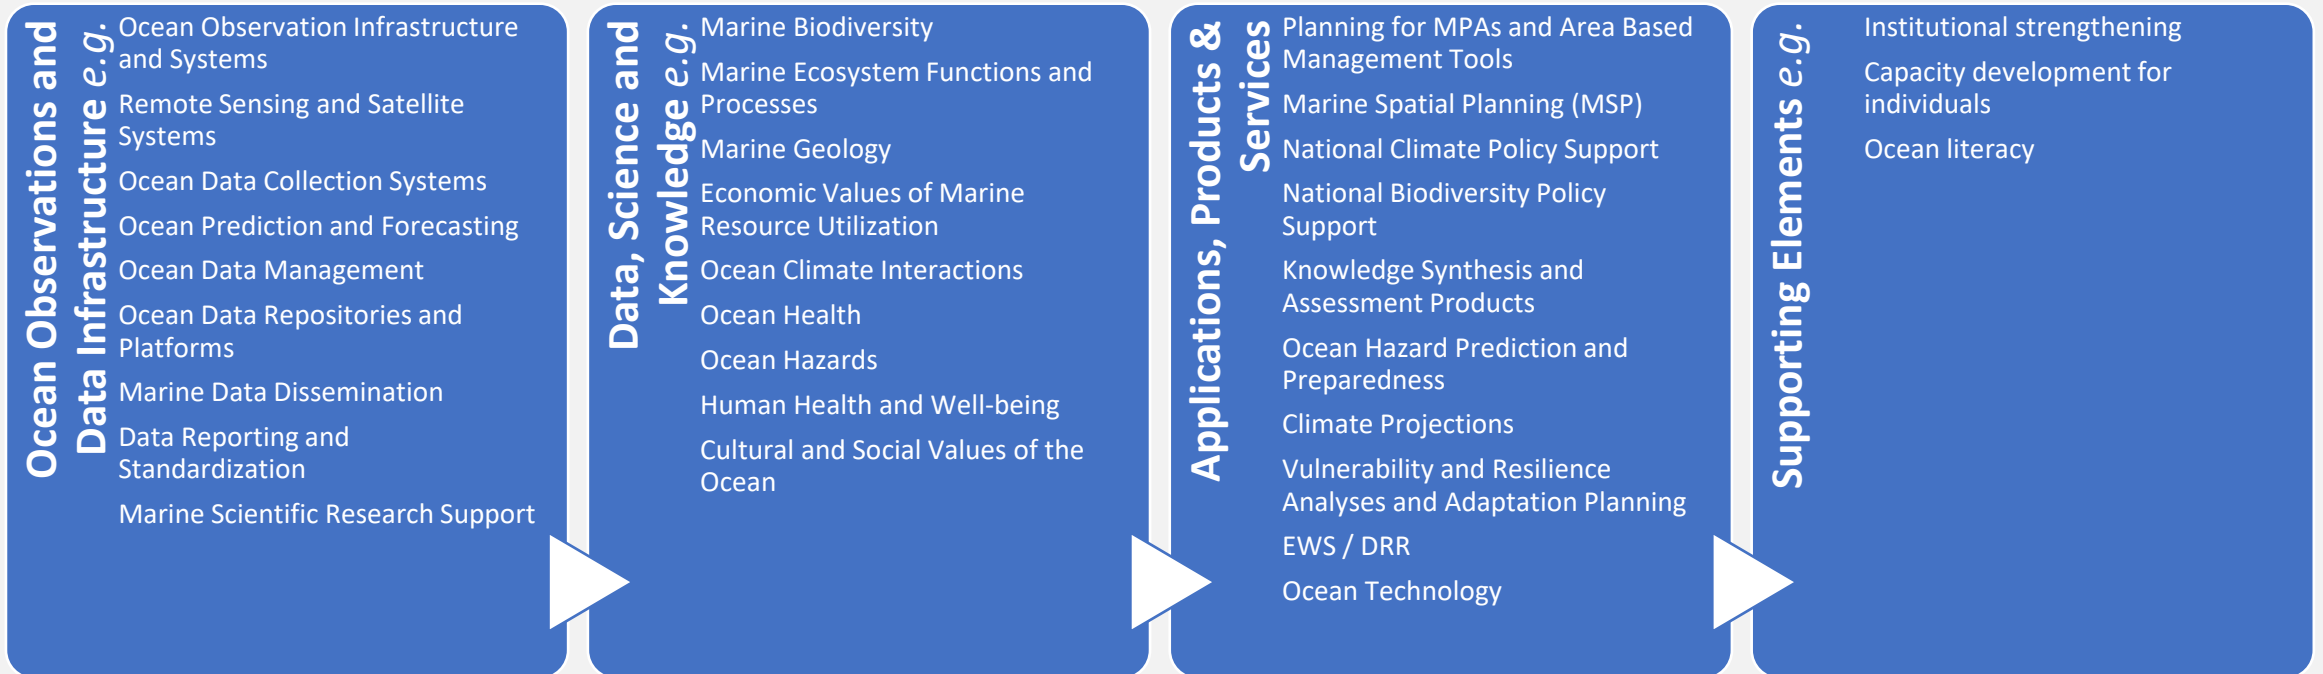 Ocean Observations and
Data Infrastructure e.g.
Ocean Observation Infrastructure
and Systems
Remote Sensing and Satellite
Systems
Ocean Data Collection Systems
Ocean Prediction and Forecasting
Ocean Data Management
Ocean Data Repositories and
Platforms
Marine Data Dissemination
Data Reporting and
Standardization
Marine Scientific Research Support
Data, Science and
Knowledge e.g.
Marine Biodiversity
Marine Ecosystem Functions and
Processes
Marine Geology
Economic Values of Marine
Resource Utilization
Ocean Climate Interactions
Ocean Health
Ocean Hazards
Human Health and Well-being
Cultural and Social Values of the
Ocean
Applications, Products &
Services
Planning for MPAs and Area Based
Management Tools
Marine Spatial Planning (MSP)
National Climate Policy Support
National Biodiversity Policy
Support
Knowledge Synthesis and
Assessment Products
Ocean Hazard Prediction and
Preparedness
Climate Projections
Vulnerability and Resilience
Analyses and Adaptation Planning
EWS / DRR
Ocean Technology
Supporting Elements e.g.
Institutional strengthening
Capacity development for
individuals
Ocean literacy